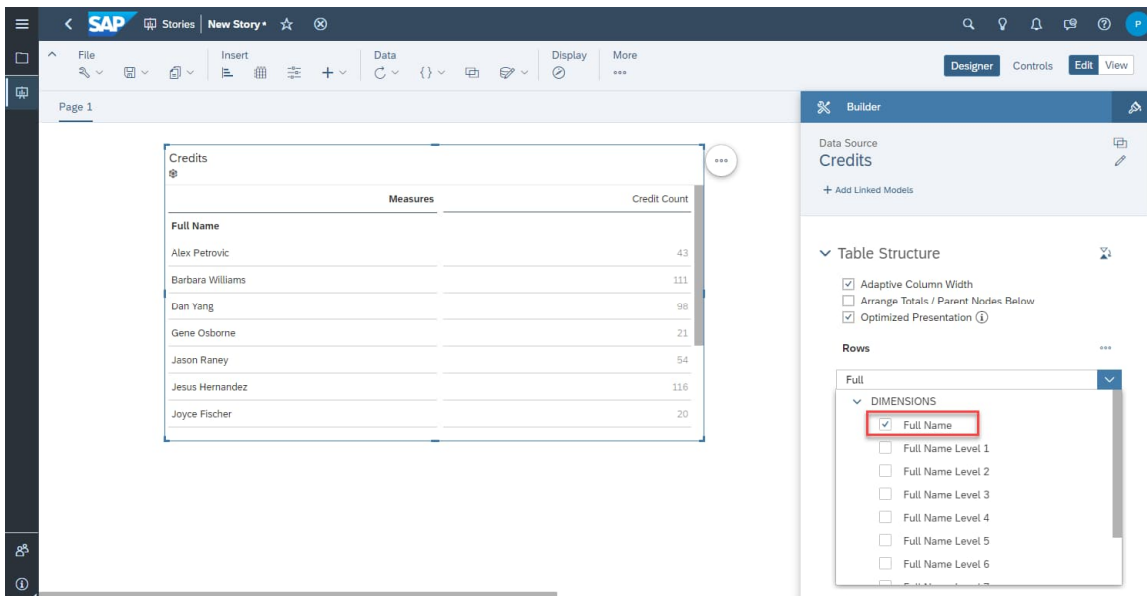 SAP Stories New Story *
P
File Insert Data Display More
Designer Controls Edit View
Page 1
Builder
Data Source
Credits
+ Add Linked Models
Credits
Measures Credit Count
Full Name
Alex Petrovic 43
Barbara Williams 111
Dan Yang 98
Gene Osborne 21
Jason Raney 54
Jesus Hernandez 116
Joyce Fischer 20
Table Structure
Adaptive Column Width
Arrange Totals / Parent Nodes Below
Optimized Presentation
Rows
Full
DIMENSIONS
Full Name
Full Name Level 1
Full Name Level 2
Full Name Level 3
Full Name Level 4
Full Name Level 5
Full Name Level 6